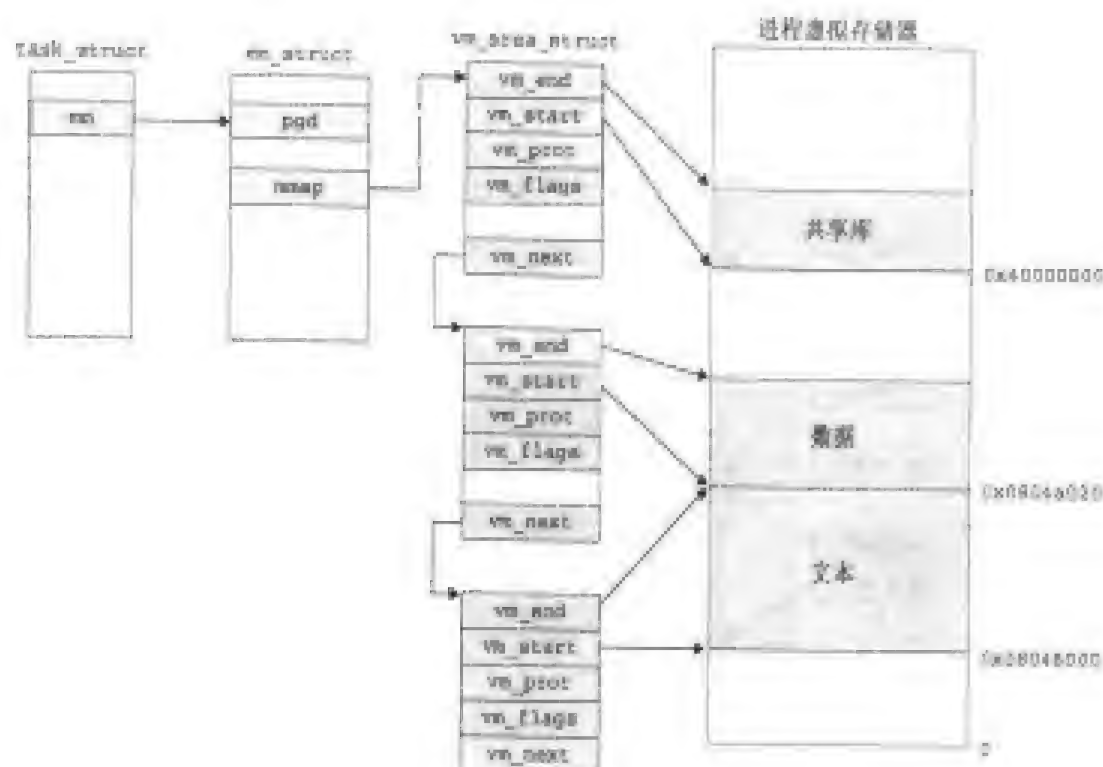 task_struct
mm
mm_struct
pgd
mmap
vm_area_struct
vm_end
vm_start
vm_prot
vm_flags
vm_next
vm_end
vm_start
vm_prot
vm_flags
vm_next
vm_end
vm_start
vm_prot
vm_flags
vm_next
进程虚拟存储器
共享库
0x40000000
数据
0x0804a020
文本
0x08048000
0